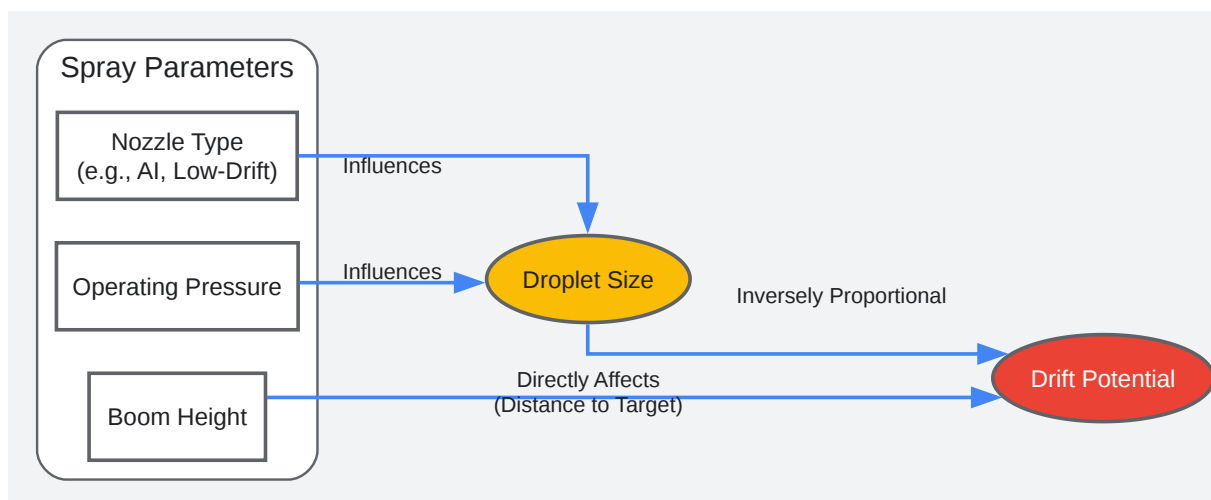 Spray Parameters
Nozzle Type
(e.g., AI, Low-Drift)
Influences
Operating Pressure
Influences
Droplet Size
Inversely Proportional
Boom Height
Directly Affects
(Distance to Target)
Drift Potential